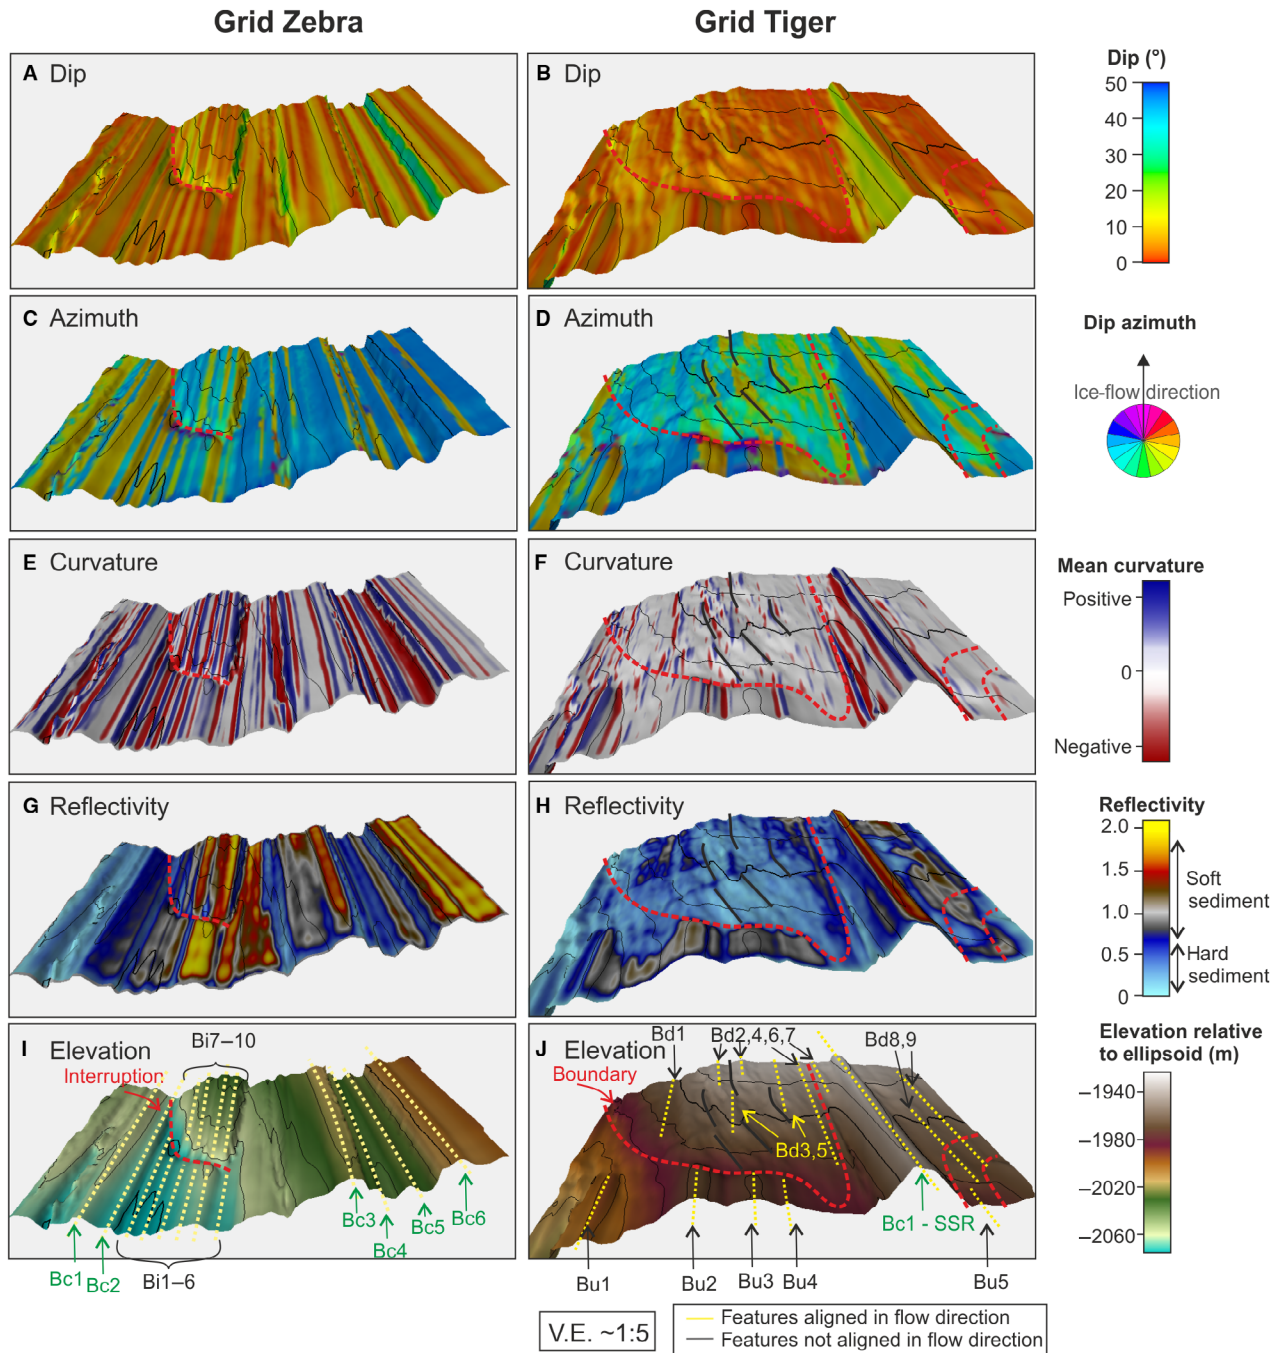 Grid Zebra
Grid Tiger
A Dip
B Dip
Dip (°)
50
40
30
20
10
0
C Azimuth
D Azimuth
Dip azimuth
Ice-flow direction
E Curvature
F Curvature
Mean curvature
Positive
0
Negative
G Reflectivity
H Reflectivity
Reflectivity
2.0
1.5
1.0
0.5
0
Soft
sediment
Hard
sediment
I Elevation
Interruption
Bi7–10
Bc1
Bc2
Bi1–6
Bc3
Bc4
Bc5
Bc6
J Elevation
Boundary
Bd1
Bd2,4,6,7
Bd8,9
Bd3,5
Bc1 - SSR
Bu1
Bu2
Bu3
Bu4
Bu5
Elevation relative
to ellipsoid (m)
–1940
–1980
–2020
–2060
V.E. ~1:5
Features aligned in flow direction
Features not aligned in flow direction